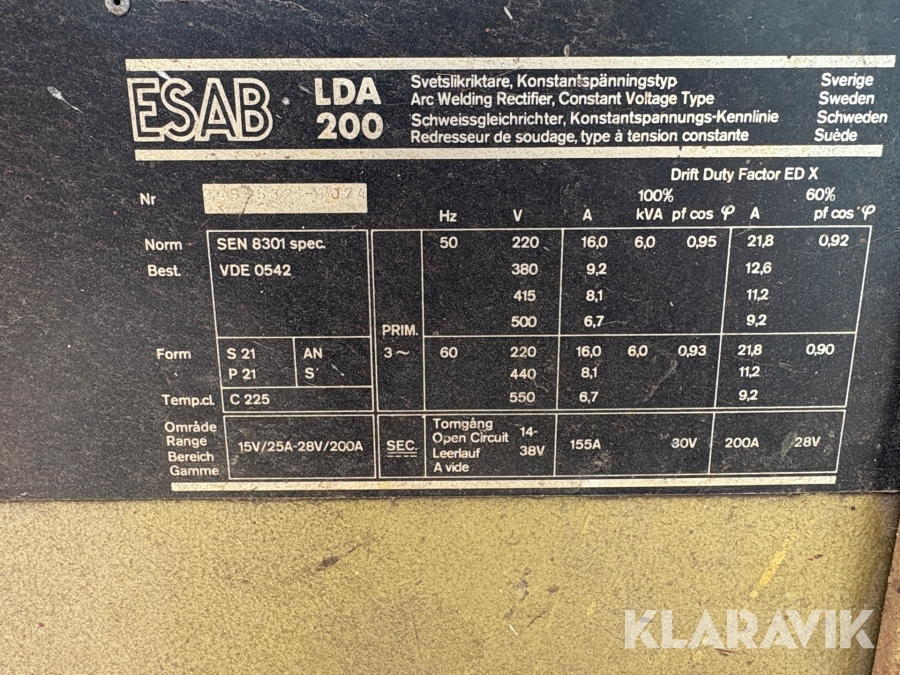 ESAB LDA 200
Svetslikriktare, Konstantspänningstyp Sverige
Arc Welding Rectifier, Constant Voltage Type Sweden
Schweissgleichrichter, Konstantspannungs-Kennlinie Schweden
Redresseur de soudage, type à tension constante Suède
Drift Duty Factor ED X
Nr 100% 60%
Hz V A kVA pf cos φ A pf cos φ
Norm SEN 8301 spec. 50 220 16,0 6,0 0,95 21,8 0,92
Best. VDE 0542 380 9,2 12,6
415 8,1 11,2
500 6,7 9,2
PRIM.
Form S 21 AN 3~ 60 220 16,0 6,0 0,93 21,8 0,90
P 21 S 440 8,1 11,2
Temp.cl. C 225 550 6,7 9,2
Område Tomgång 14-
Range 15V/25A-28V/200A SEC. Open Circuit 38V 155A 30V 200A 28V
Bereich Leerlauf
Gamme A vide
KLARAVIK